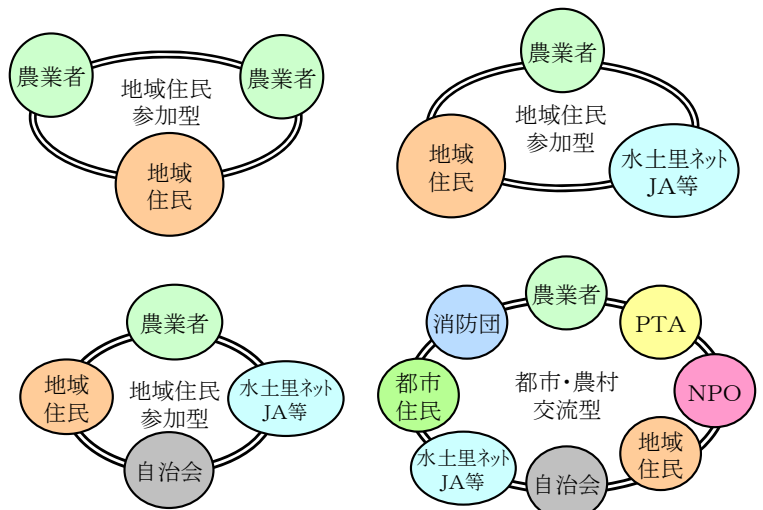 農業者
農業者
地域住民
参加型
地域
住民
農業者
地域住民
参加型
地域
住民
水土里ネット
JA等
農業者
地域
住民
地域住民
参加型
水土里ネット
JA等
自治会
農業者
消防団
PTA
都市
住民
都市・農村
交流型
NPO
地域
住民
水土里ネット
JA等
自治会